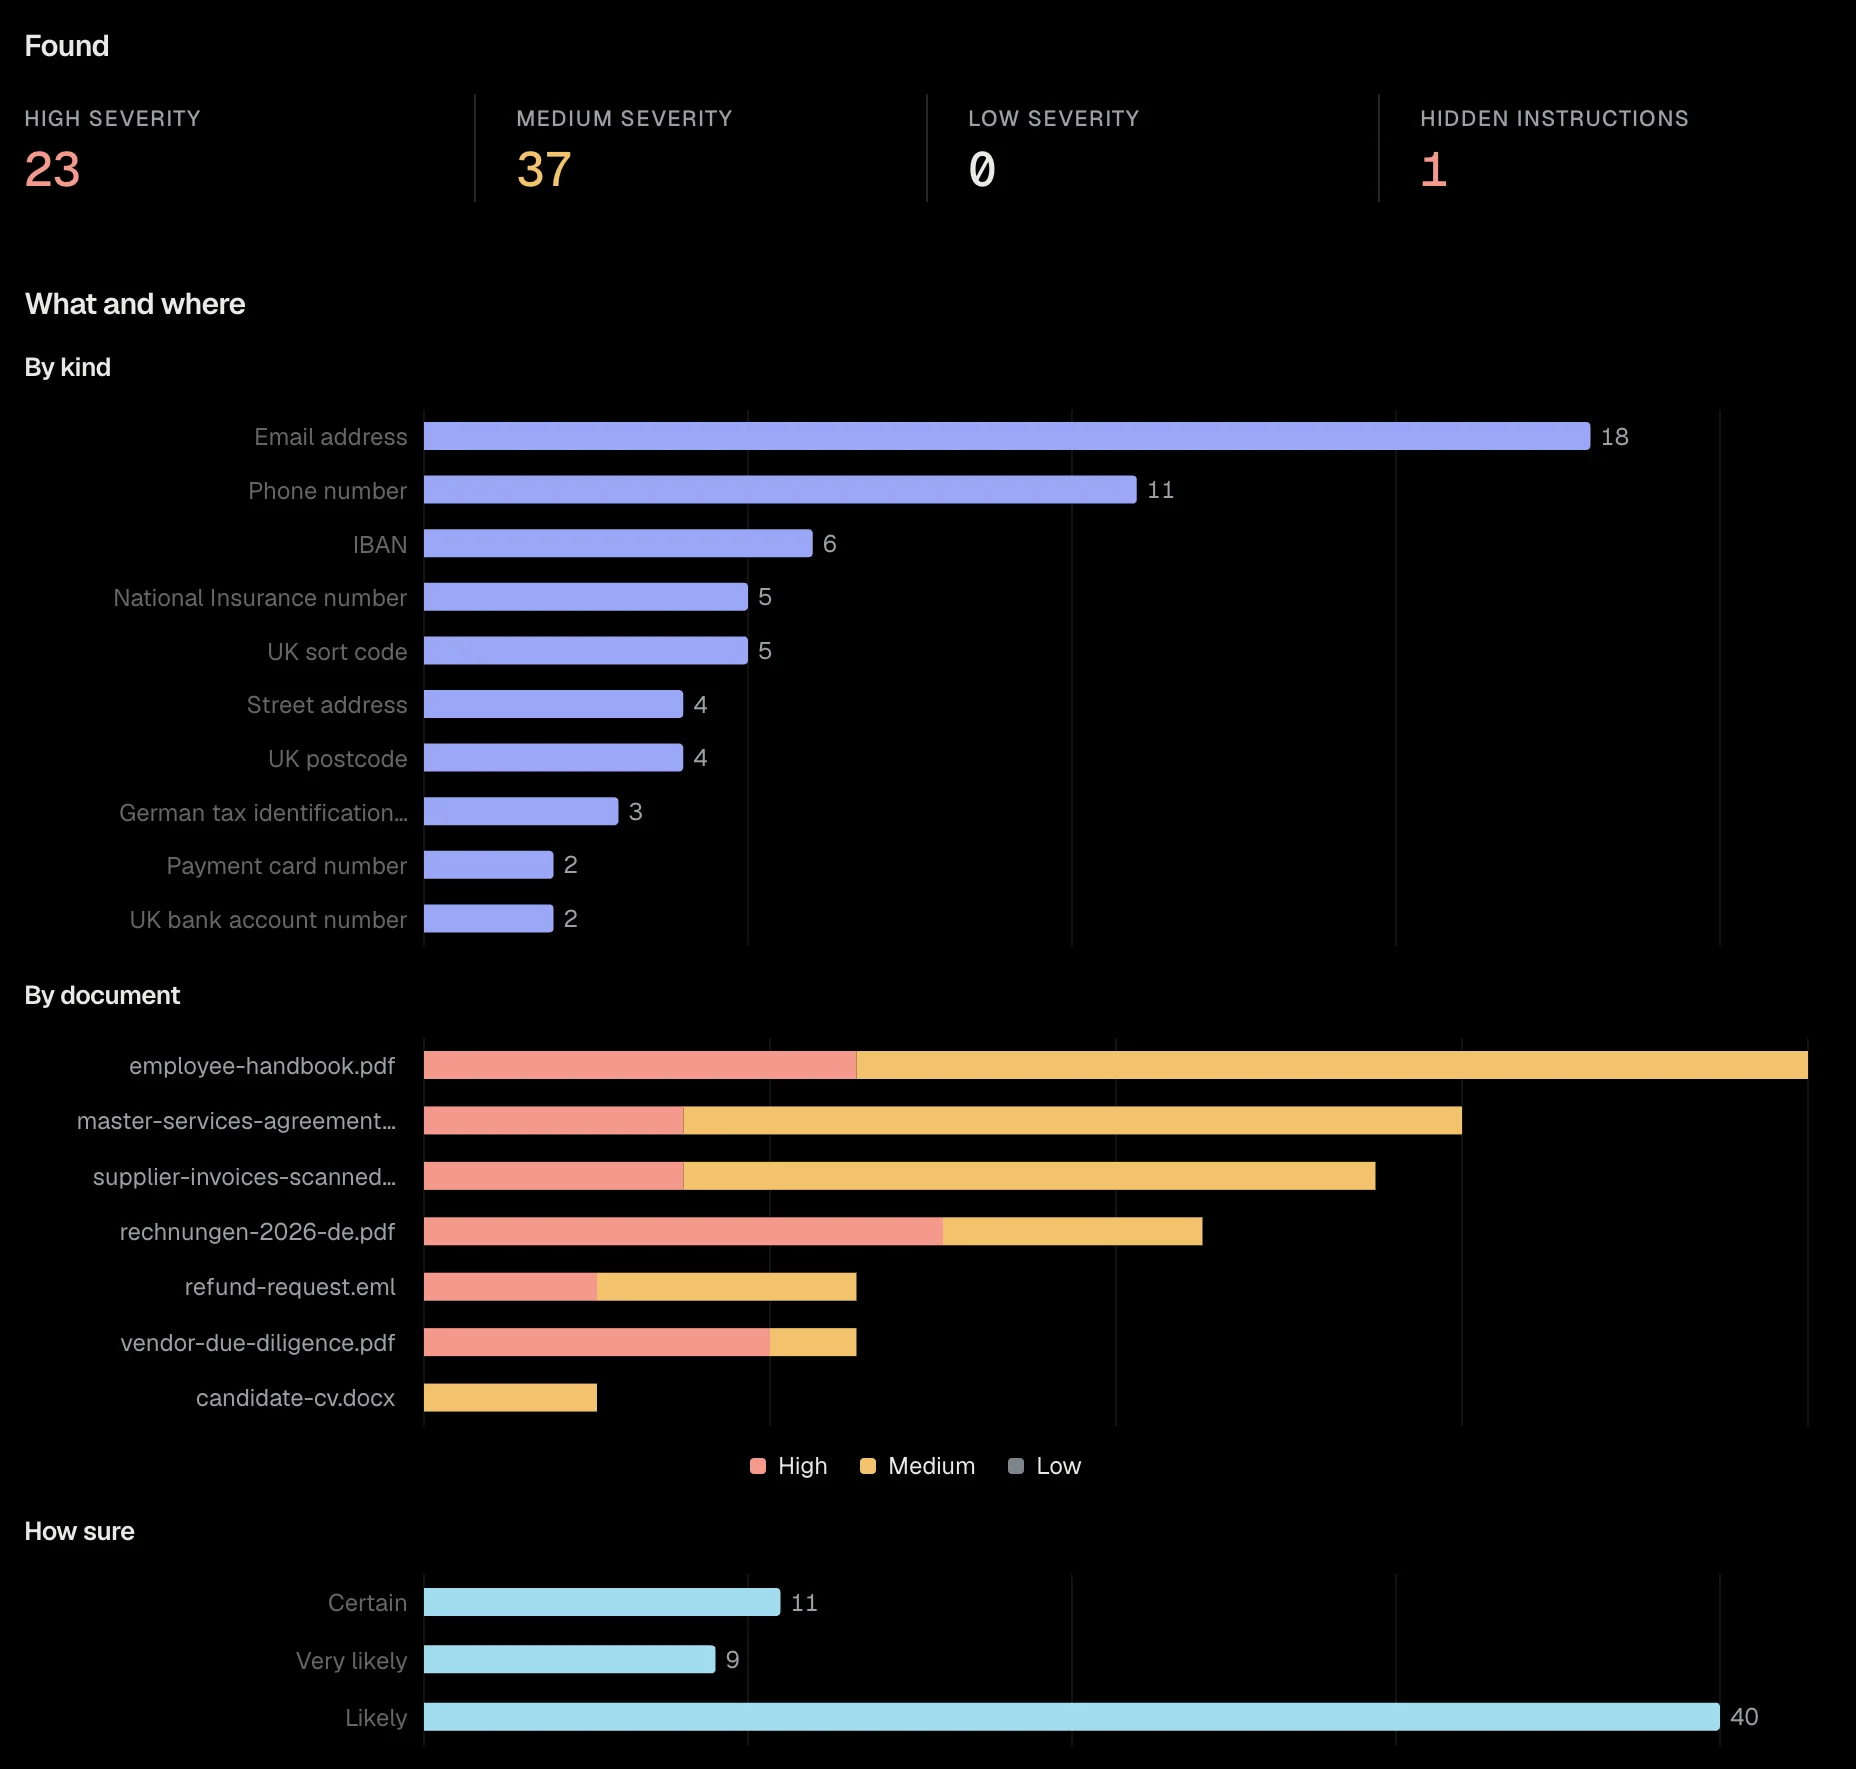 Found
HIGH SEVERITY
23
MEDIUM SEVERITY
37
LOW SEVERITY
0
HIDDEN INSTRUCTIONS
1
What and where
By kind
Email address 18
Phone number 11
IBAN 6
National Insurance number 5
UK sort code 5
Street address 4
UK postcode 4
German tax identification… 3
Payment card number 2
UK bank account number 2
By document
employee-handbook.pdf
master-services-agreement…
supplier-invoices-scanned…
rechnungen-2026-de.pdf
refund-request.eml
vendor-due-diligence.pdf
candidate-cv.docx
High Medium Low
How sure
Certain 11
Very likely 9
Likely 40